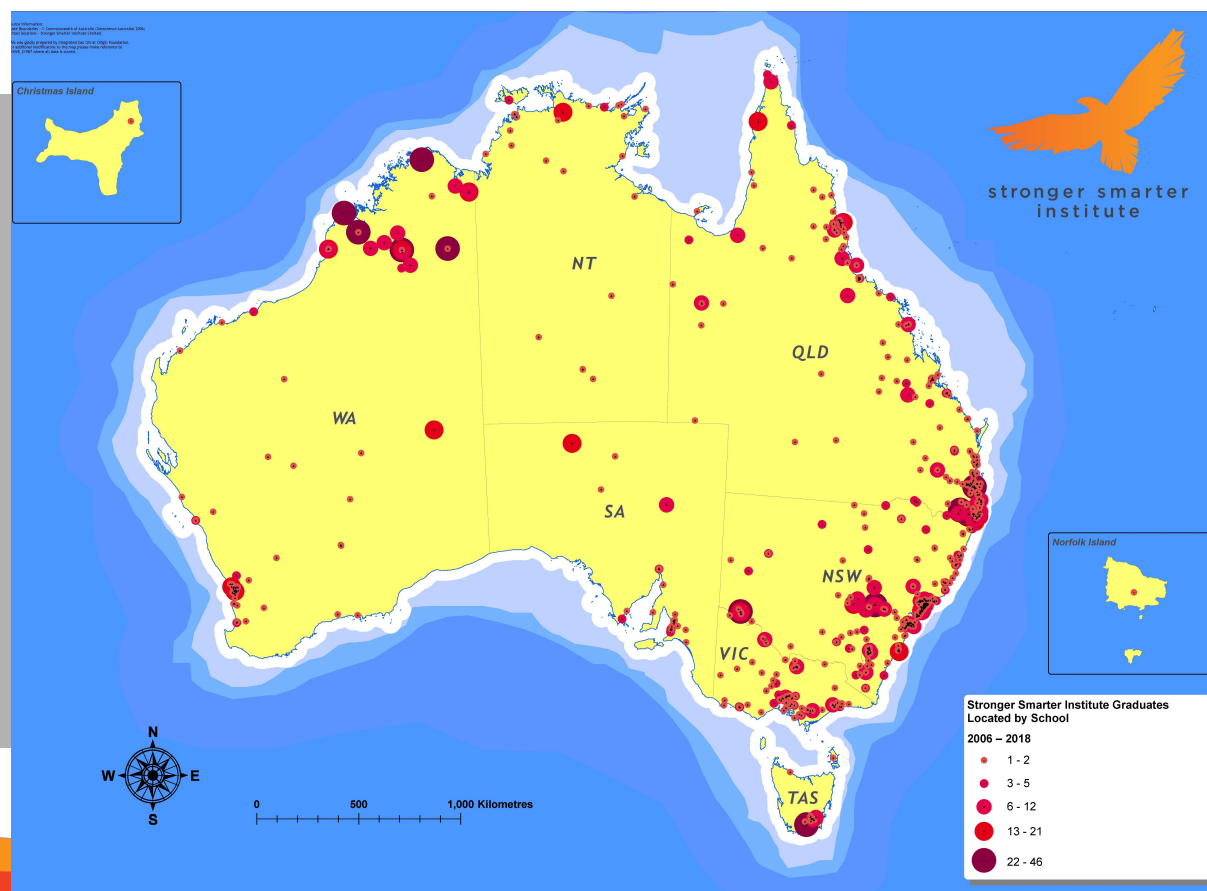 Christmas Island
stronger smarter
institute
NT
QLD
WA
SA
NSW
VIC
TAS
Norfolk Island
N
W
E
S
0 500 1,000 Kilometres
Stronger Smarter Institute Graduates
Located by School
2006 – 2018
1 - 2
3 - 5
6 - 12
13 - 21
22 - 46